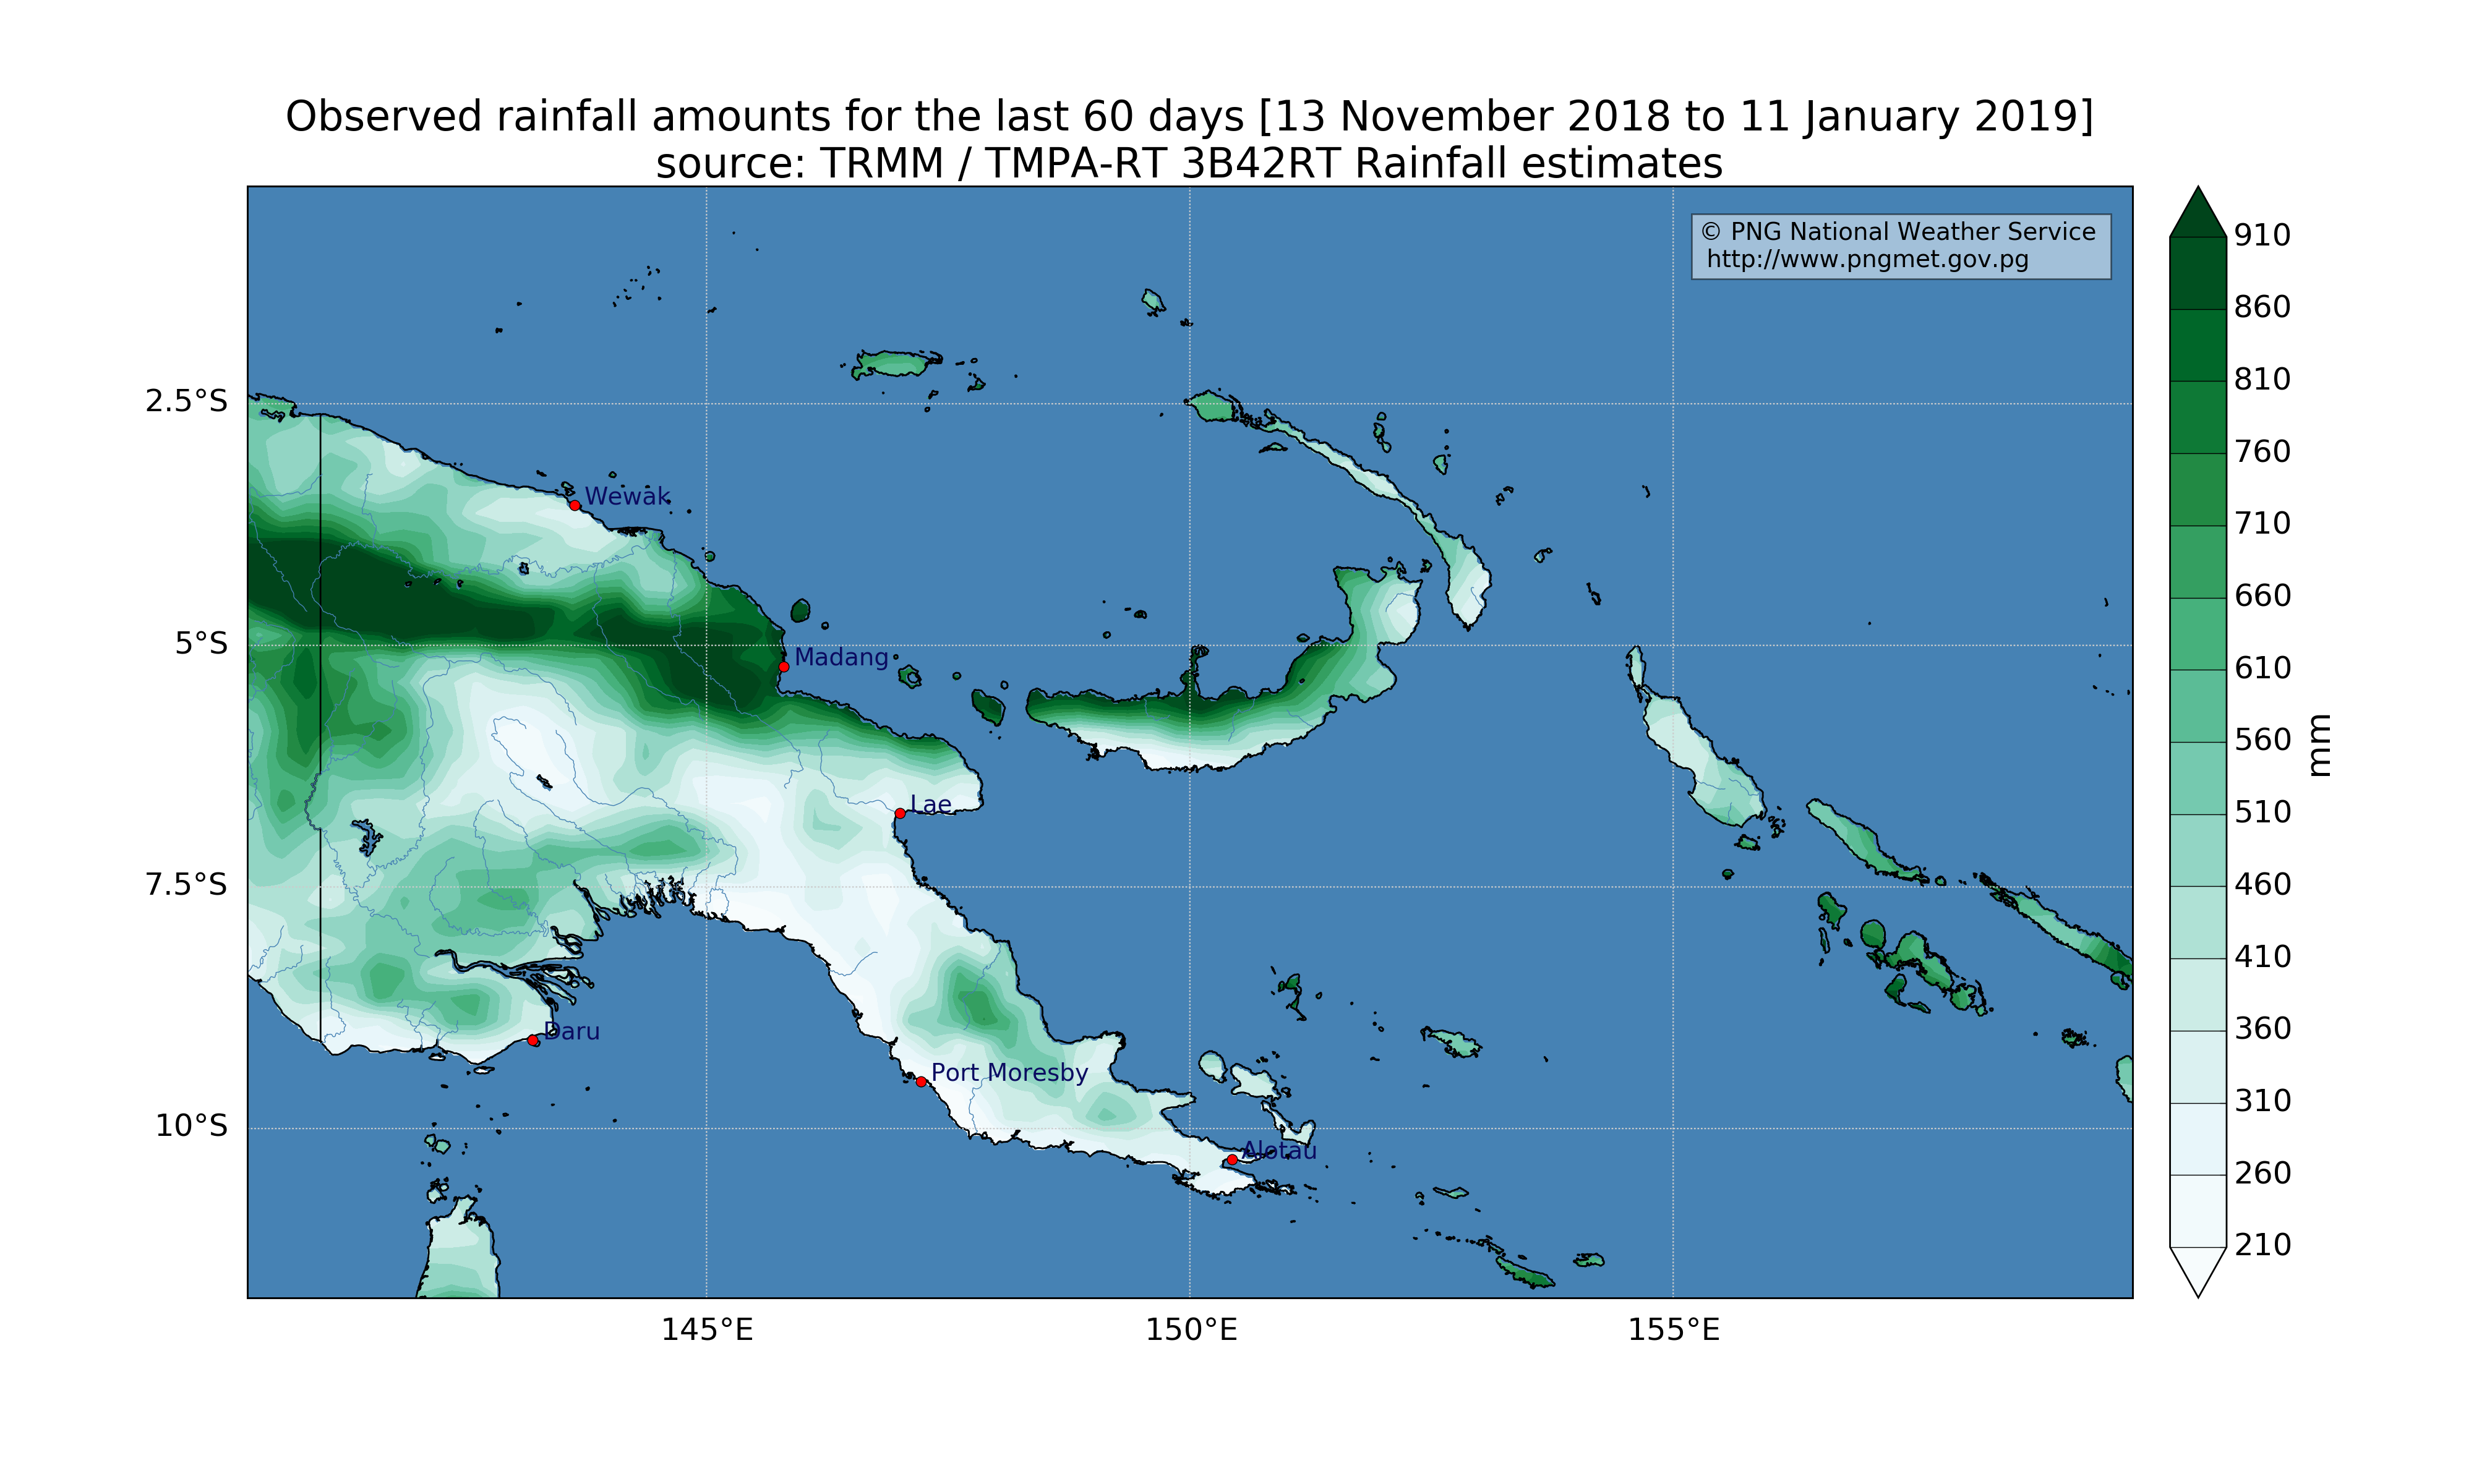 Observed rainfall amounts for the last 60 days [13 November 2018 to 11 January 2019]
source: TRMM / TMPA-RT 3B42RT Rainfall estimates
© PNG National Weather Service
http://www.pngmet.gov.pg
2.5°S
5°S
7.5°S
10°S
145°E
150°E
155°E
Wewak
Madang
Lae
Daru
Port Moresby
Alotau
910
860
810
760
710
660
610
560
510
460
410
360
310
260
210
mm